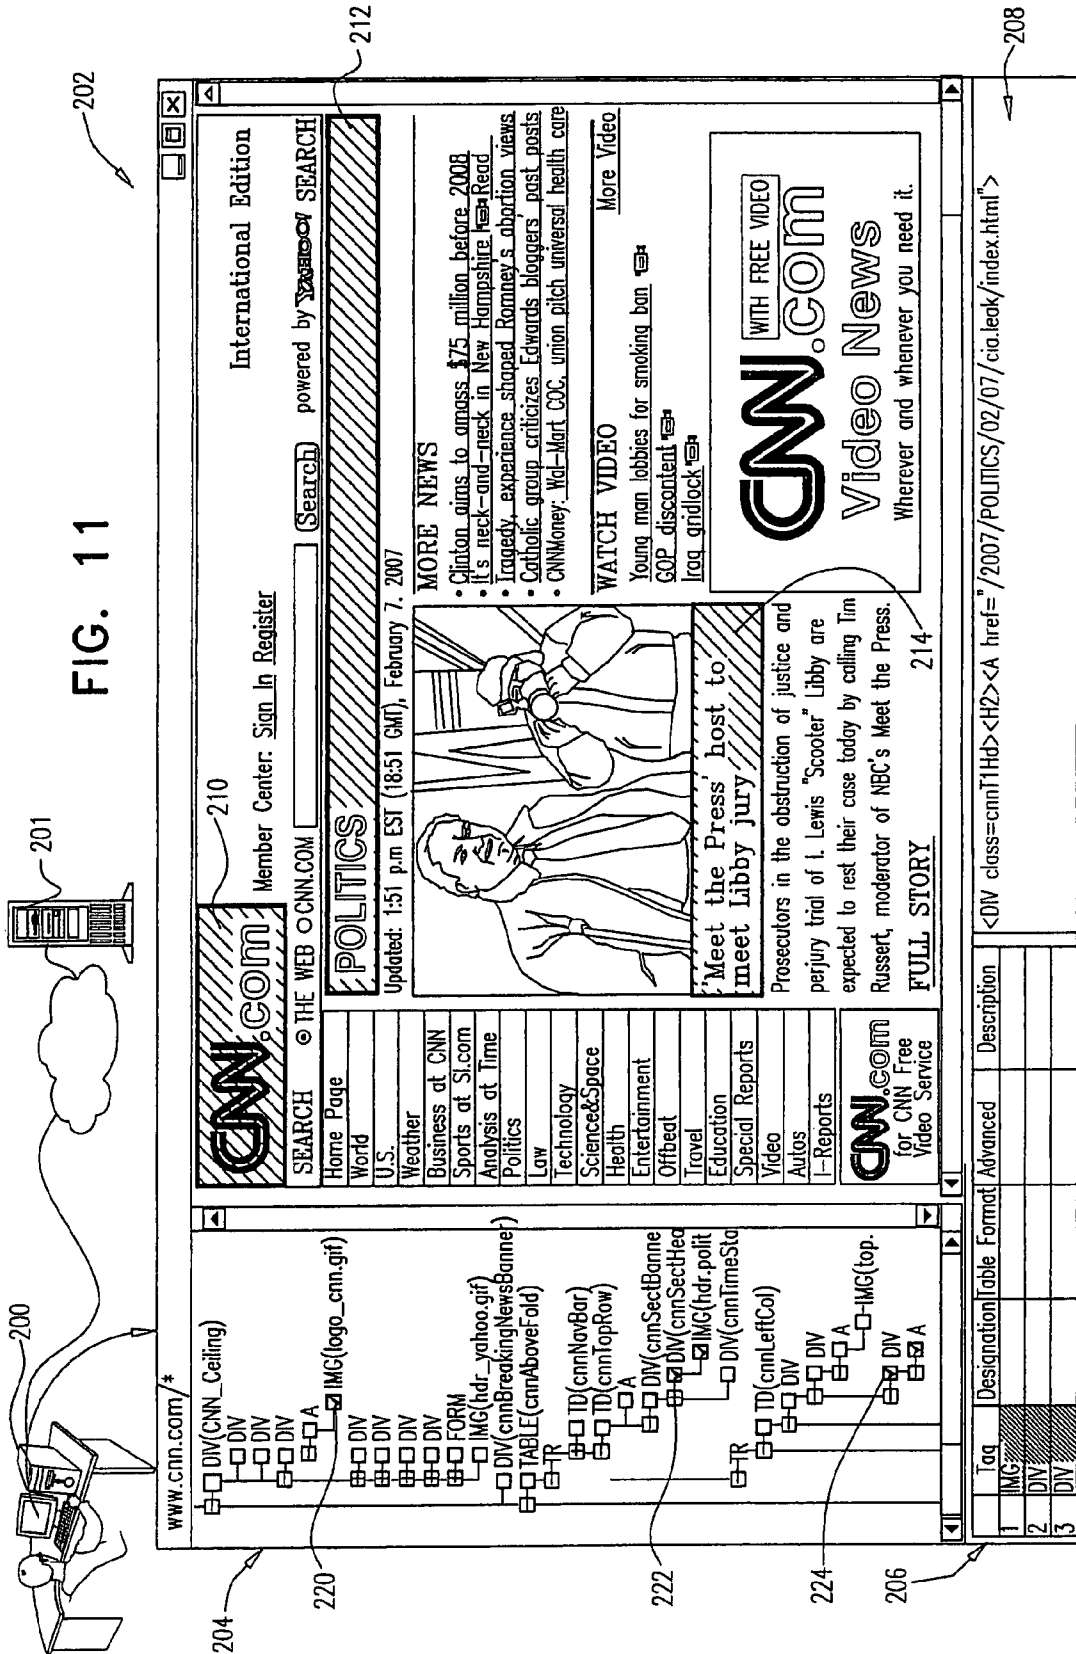 FIG. 11
200
201
202
www.cnn.com/*
204
DIV(CNN_Ceiling)
DIV
DIV
DIV
A
IMG(logo_cnn.gif)
220
DIV
DIV
DIV
DIV
FORM
IMG(hdr_yahoo.gif)
DIV(cnnBreakingNewsBanner)
TABLE(cnnAboveFold)
TR
TD(cnnNavBar)
TD(cnnTopRow)
A
DIV(cnnSectBanne
DIV(cnnSectHea
222
IMG(hdr.polit
DIV(cnnTimeSta
TR
TD(cnnLeftCol)
DIV
DIV
A
IMG(top.
224
DIV
A
210
CNN.com
International Edition
Member Center: Sign In Register
SEARCH THE WEB CNN.COM Search powered by YAHOO! SEARCH
Home Page
World
U.S.
Weather
Business at CNN
Sports at SI.com
Analysis at Time
Politics
Law
Technology
Science&Space
Health
Entertainment
Offbeat
Travel
Education
Special Reports
Video
Autos
I-Reports
CNN.com
for CNN Free
Video Service
212
POLITICS
Updated: 1:51 p.m EST (18:51 GMT), February 7. 2007
'Meet the Press' host to
meet Libby jury
214
Prosecutors in the obstruction of justice and
perjury trial of I. Lewis "Scooter" Libby are
expected to rest their case today by calling Tim
Russert, moderator of NBC's Meet the Press.
FULL STORY
MORE NEWS
• Clinton aims to amass $75 million before 2008
• It's neck-and-neck in New Hampshire Read
• Tragedy, experience shaped Romney's abortion views
• Catholic group criticizes Edwards bloggers' past posts
• CNNMoney: Wal-Mart COC, union pitch universal health care
WATCH VIDEO More Video
Young man lobbies for smoking ban
GOP discontent
Iraq gridlock
WITH FREE VIDEO
CNN.com
Video News
Wherever and whenever you need it.
206
Tag Designation Table Format Advanced Description
1 IMG
2 DIV
3 DIV
208
<DIV class=cnnT1Hd><H2><A href="/2007/POLITICS/02/07/cia.leak/index.html">